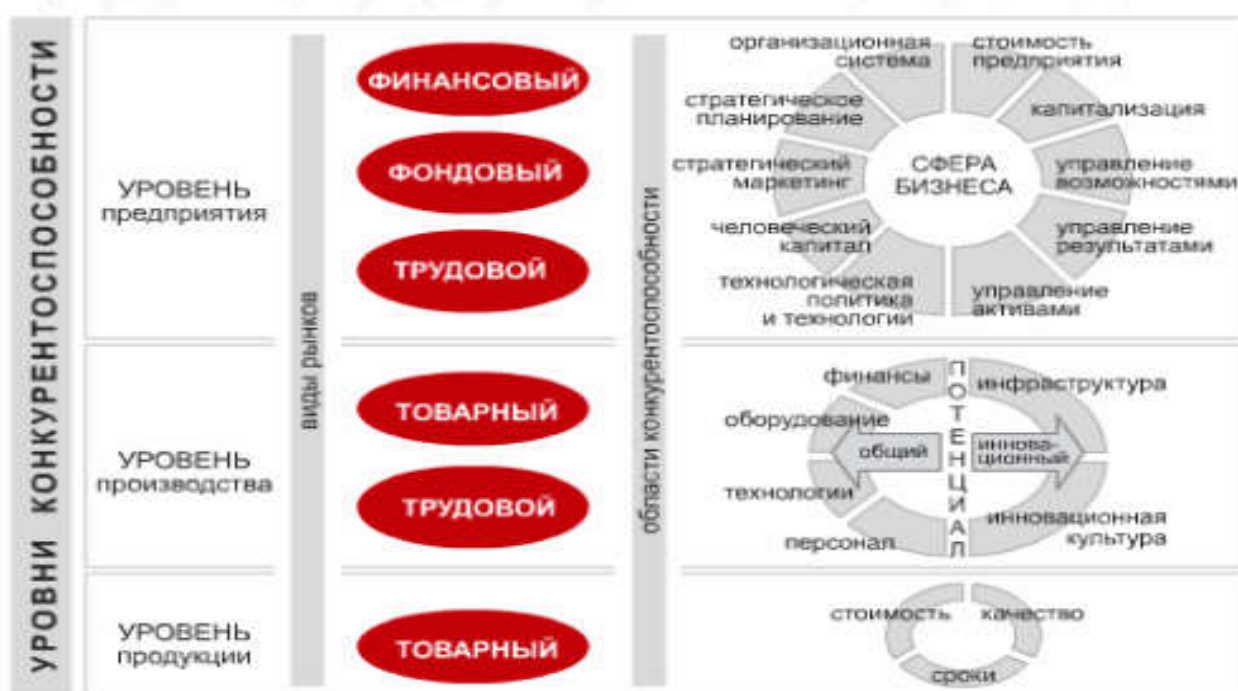 УРОВНИ КОНКУРЕНТОСПОСОБНОСТИ
УРОВЕНЬ
предприятия
виды рынков
ФИНАНСОВЫЙ
ФОНДОВЫЙ
ТРУДОВОЙ
области конкурентоспособности
организационная
система
стоимость
предприятия
стратегическое
планирование
капитализация
стратегический
маркетинг
СФЕРА
БИЗНЕСА
управление
возможностями
человеческий
капитал
управление
результатами
технологическая
политика
и технологии
управление
активами
УРОВЕНЬ
производства
ТОВАРНЫЙ
ТРУДОВОЙ
финансы
ПОТЕНЦИАЛ
инфраструктура
оборудование
общий
иннова-
ционный
технологии
инновационная
культура
персонал
УРОВЕНЬ
продукции
ТОВАРНЫЙ
стоимость
качество
сроки